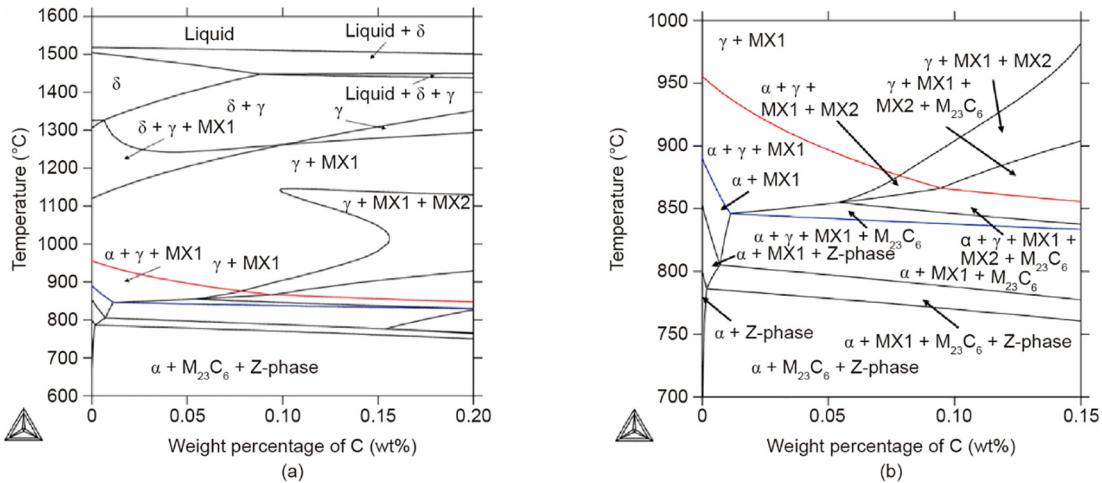 1600
1500
1400
1300
1200
1100
1000
900
800
700
600
Temperature (°C)
Liquid
Liquid + δ
δ
Liquid + δ + γ
δ + γ
γ
δ + γ + MX1
γ + MX1
γ + MX1 + MX2
α + γ + MX1
γ + MX1
α + M23C6 + Z-phase
0
0.05
0.10
0.15
0.20
Weight percentage of C (wt%)
(a)
1000
950
900
850
800
750
700
Temperature (°C)
γ + MX1
γ + MX1 + MX2
γ + MX1 +
MX2 + M23C6
α + γ +
MX1 + MX2
α + γ + MX1
α + MX1
α + γ + MX1 + M23C6
α + MX1 + Z-phase
α + γ + MX1 +
MX2 + M23C6
α + MX1 + M23C6
α + Z-phase
α + MX1 + M23C6 + Z-phase
α + M23C6 + Z-phase
0
0.05
0.10
0.15
Weight percentage of C (wt%)
(b)